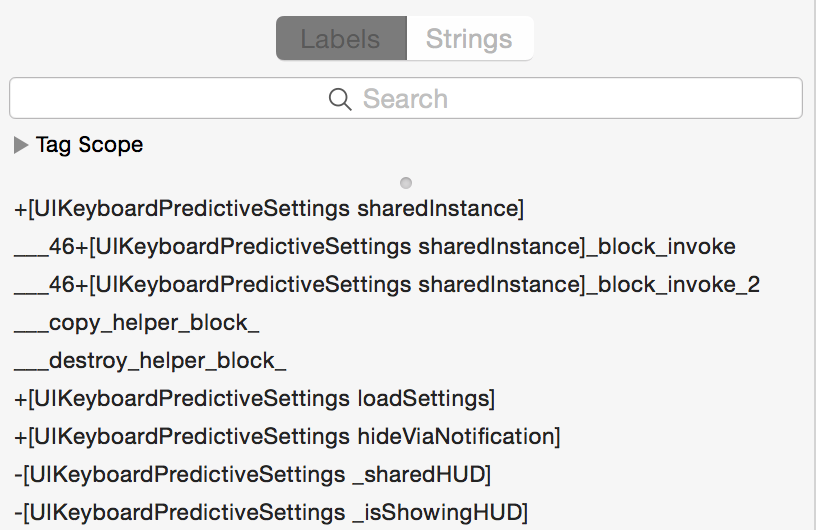 Labels Strings
Search
Tag Scope
+[UIKeyboardPredictiveSettings sharedInstance]
___46+[UIKeyboardPredictiveSettings sharedInstance]_block_invoke
___46+[UIKeyboardPredictiveSettings sharedInstance]_block_invoke_2
___copy_helper_block_
___destroy_helper_block_
+[UIKeyboardPredictiveSettings loadSettings]
+[UIKeyboardPredictiveSettings hideViaNotification]
-[UIKeyboardPredictiveSettings _sharedHUD]
-[UIKeyboardPredictiveSettings _isShowingHUD]